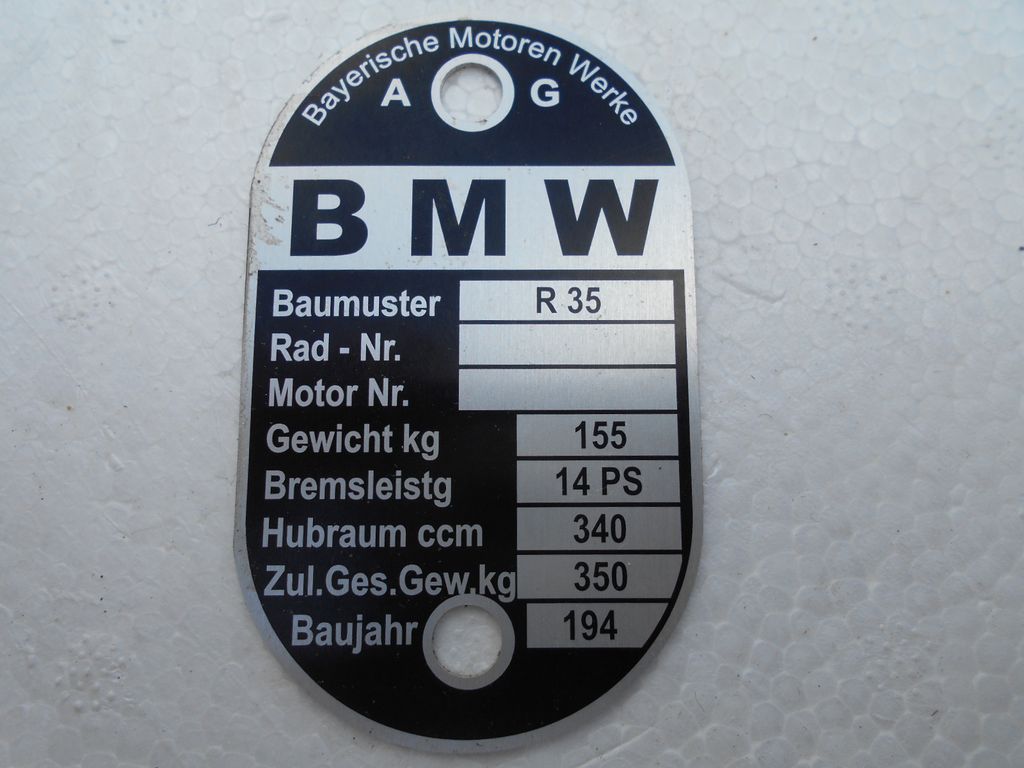 Bayerische Motoren Werke
A G
B M W
Baumuster R 35
Rad - Nr.
Motor Nr.
Gewicht kg 155
Bremsleistg 14 PS
Hubraum ccm 340
Zul.Ges.Gew.kg 350
Baujahr 194